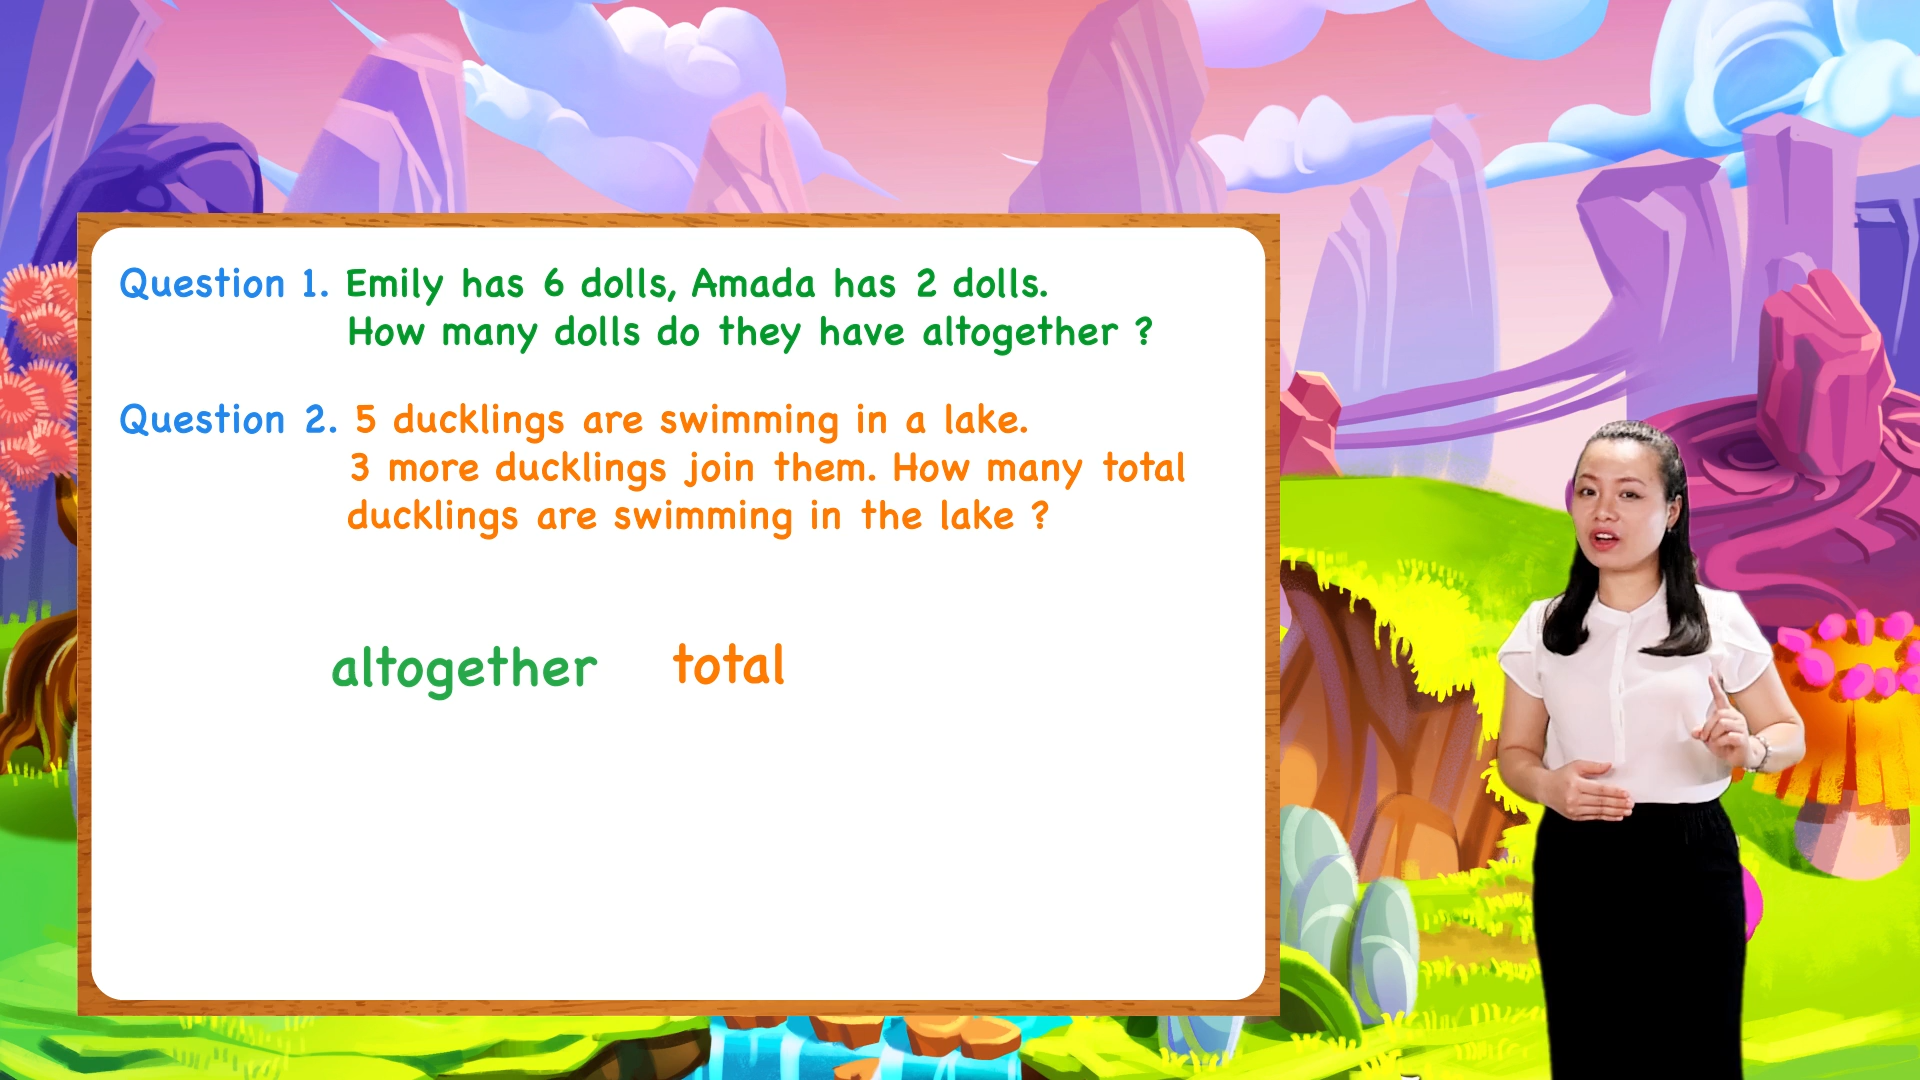 Question 1. Emily has 6 dolls, Amada has 2 dolls.
How many dolls do they have altogether ?
Question 2. 5 ducklings are swimming in a lake.
3 more ducklings join them. How many total
ducklings are swimming in the lake ?
altogether total